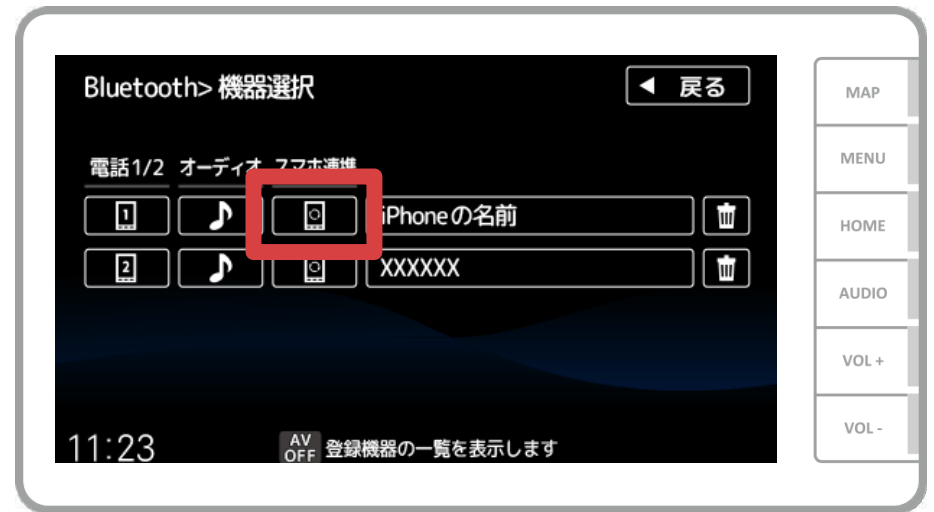 Bluetooth> 機器選択
◀ 戻る
電話1/2 オーディオ スマホ連携
1 iPhoneの名前
2 XXXXXX
11:23
AV OFF 登録機器の一覧を表示します
MAP
MENU
HOME
AUDIO
VOL +
VOL -